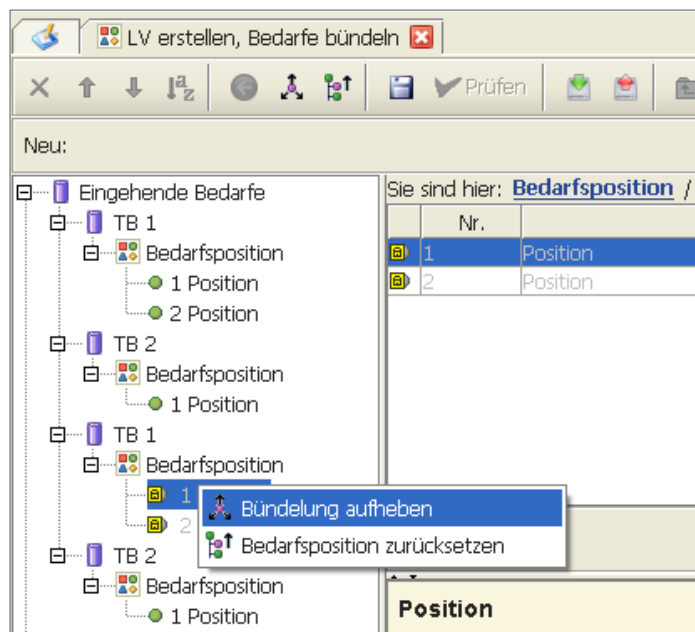 LV erstellen, Bedarfe bündeln
Prüfen
Neu:
Eingehende Bedarfe
TB 1
Bedarfsposition
1 Position
2 Position
TB 2
Bedarfsposition
1 Position
TB 1
Bedarfsposition
1
2
TB 2
Bedarfsposition
1 Position
Bündelung aufheben
Bedarfsposition zurücksetzen
Sie sind hier: Bedarfsposition /
Nr.
1 Position
2 Position
Position